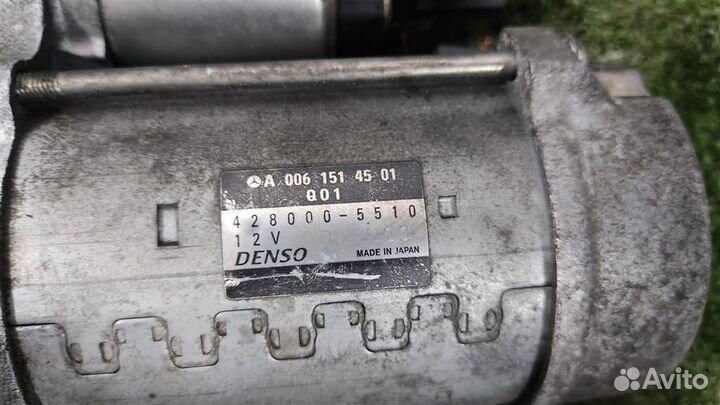 A 006 151 45 01
Q01
428000-5510
12V
DENSO MADE IN JAPAN
Avito